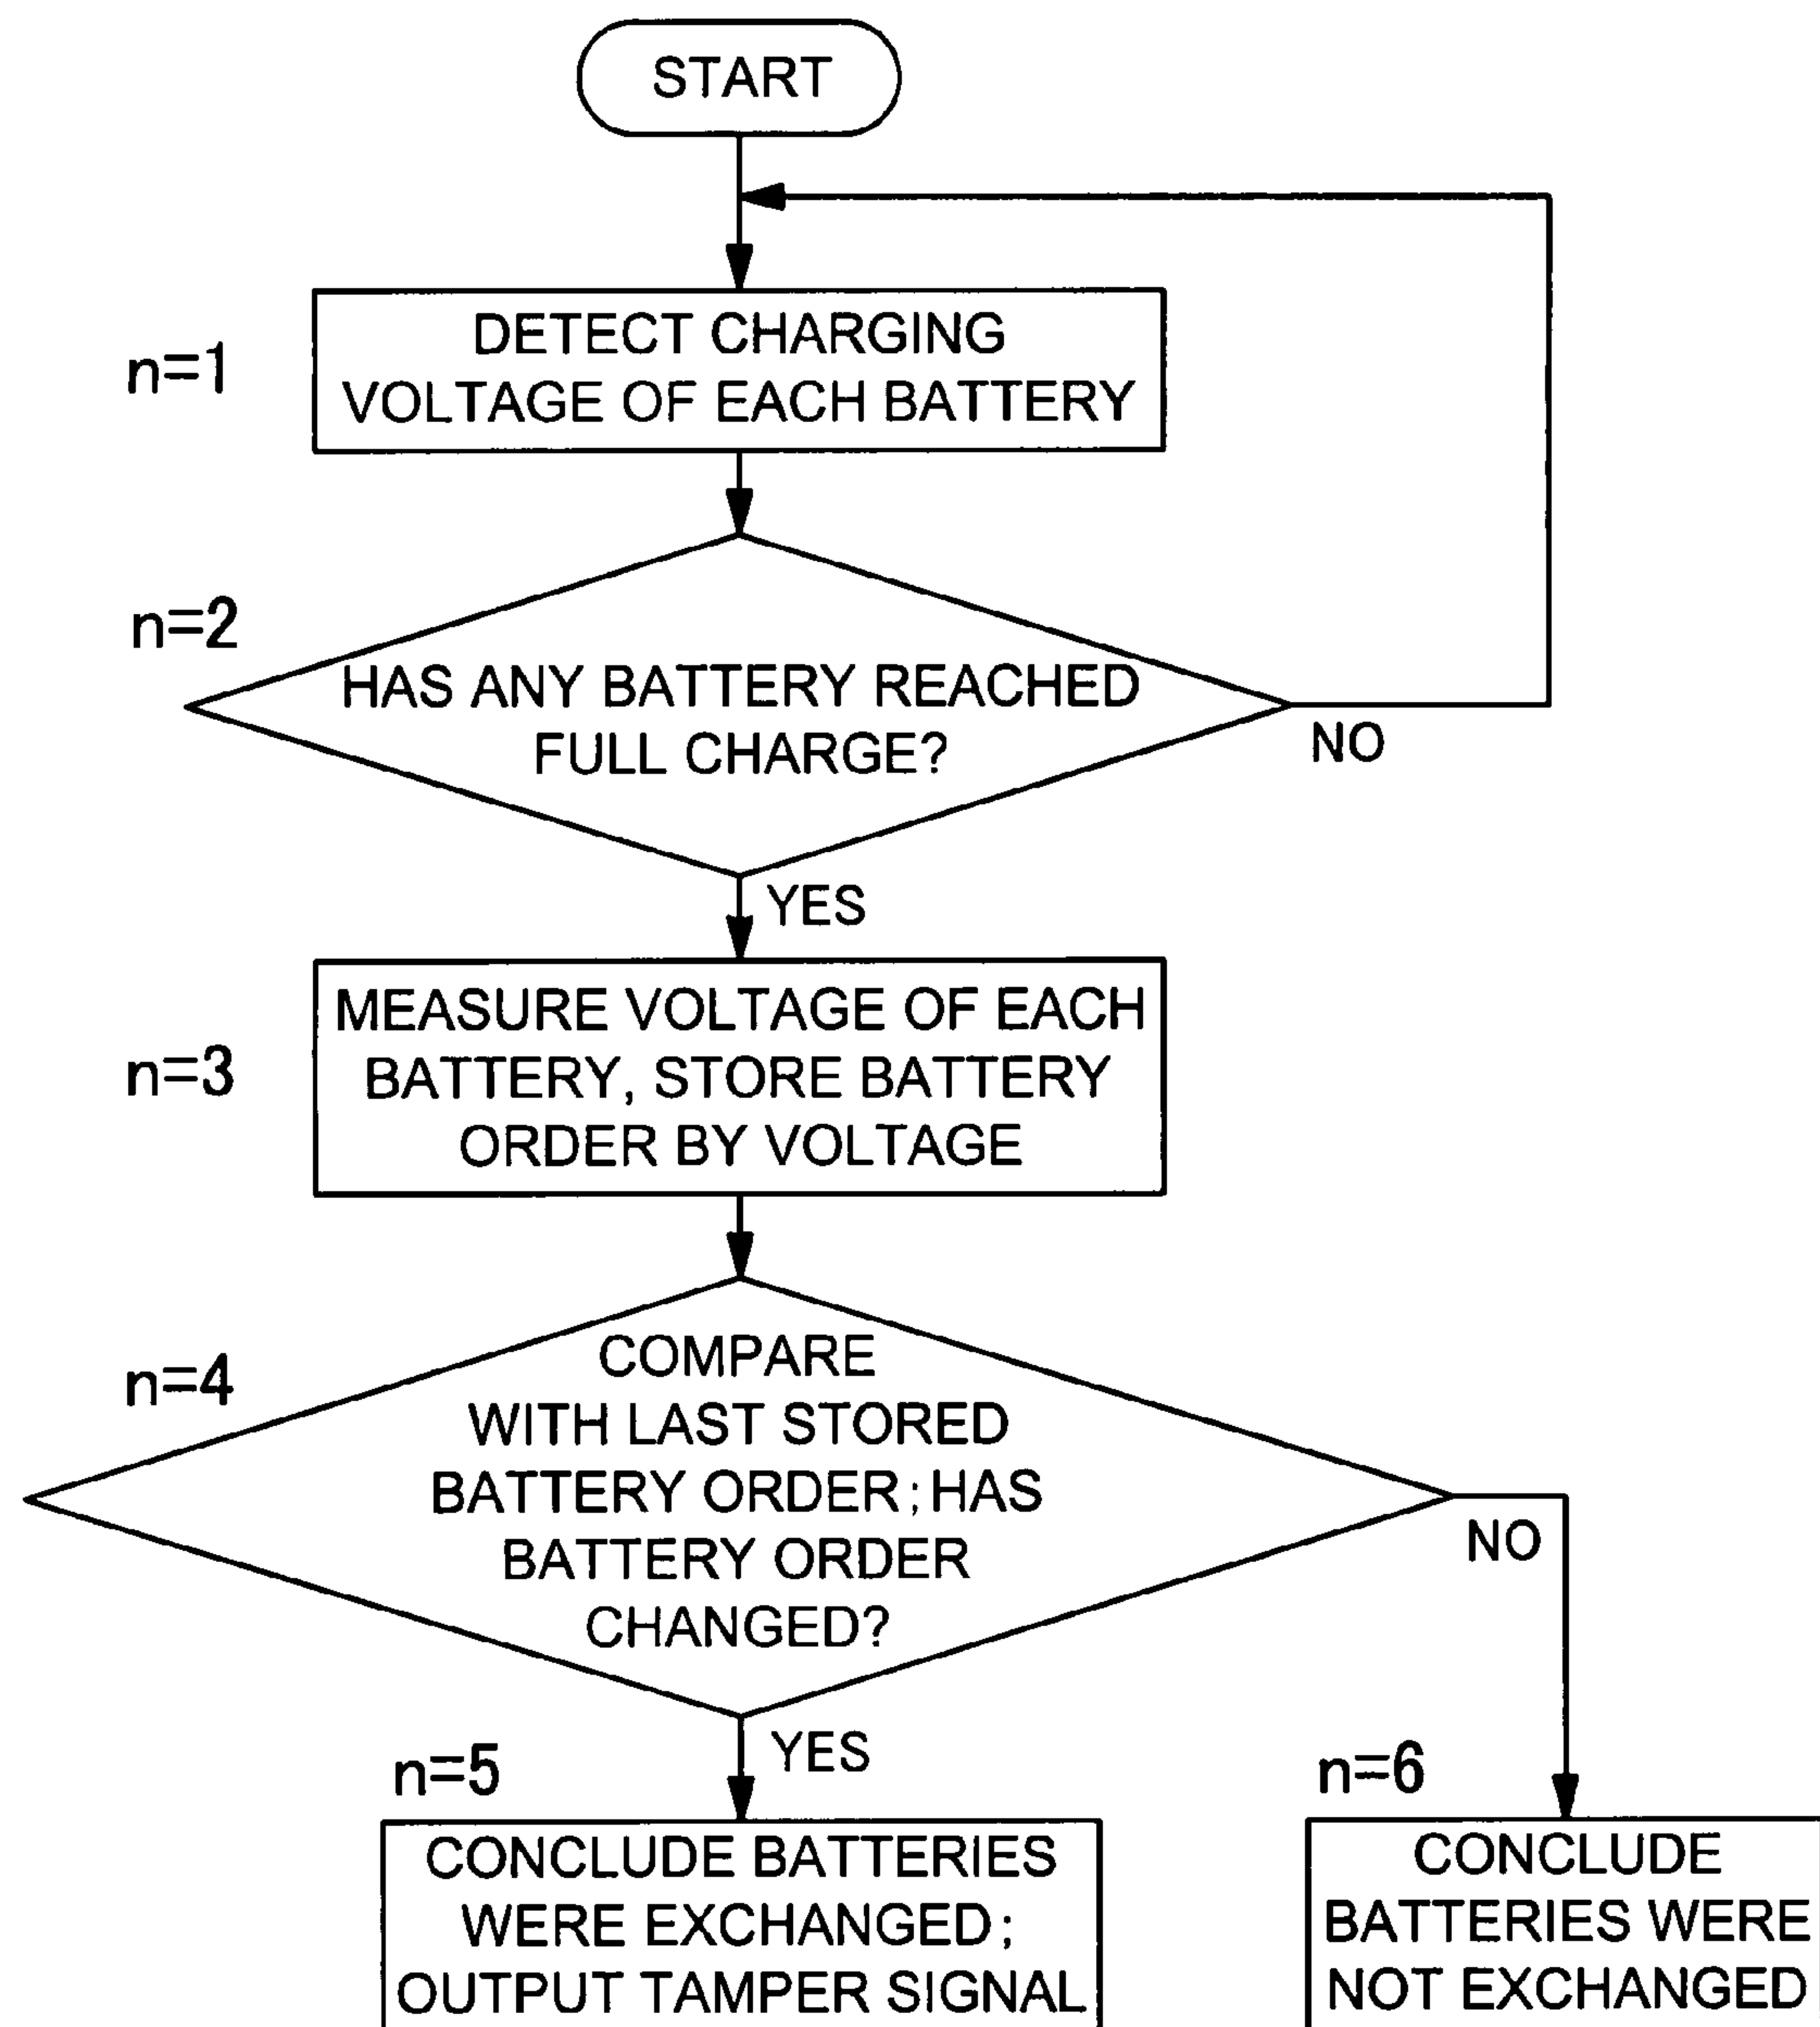 START
n=1
DETECT CHARGING
VOLTAGE OF EACH BATTERY
n=2
HAS ANY BATTERY REACHED
FULL CHARGE?
NO
YES
n=3
MEASURE VOLTAGE OF EACH
BATTERY, STORE BATTERY
ORDER BY VOLTAGE
n=4
COMPARE
WITH LAST STORED
BATTERY ORDER; HAS
BATTERY ORDER
CHANGED?
NO
YES
n=5
CONCLUDE BATTERIES
WERE EXCHANGED;
OUTPUT TAMPER SIGNAL
n=6
CONCLUDE
BATTERIES WERE
NOT EXCHANGED